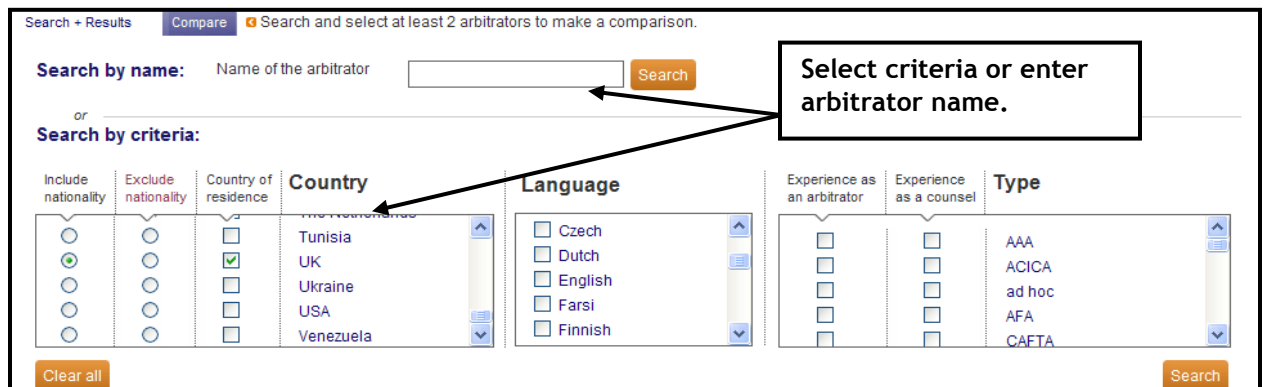 Search + Results Compare Search and select at least 2 arbitrators to make a comparison.
Search by name: Name of the arbitrator Search
Select criteria or enter
arbitrator name.
or
Search by criteria:
Include
nationality
Exclude
nationality
Country of
residence
Country
Language
Experience as
an arbitrator
Experience
as a counsel
Type
The Netherlands
Tunisia
UK
Ukraine
USA
Venezuela
Czech
Dutch
English
Farsi
Finnish
AAA
ACICA
ad hoc
AFA
CAFTA
Clear all
Search